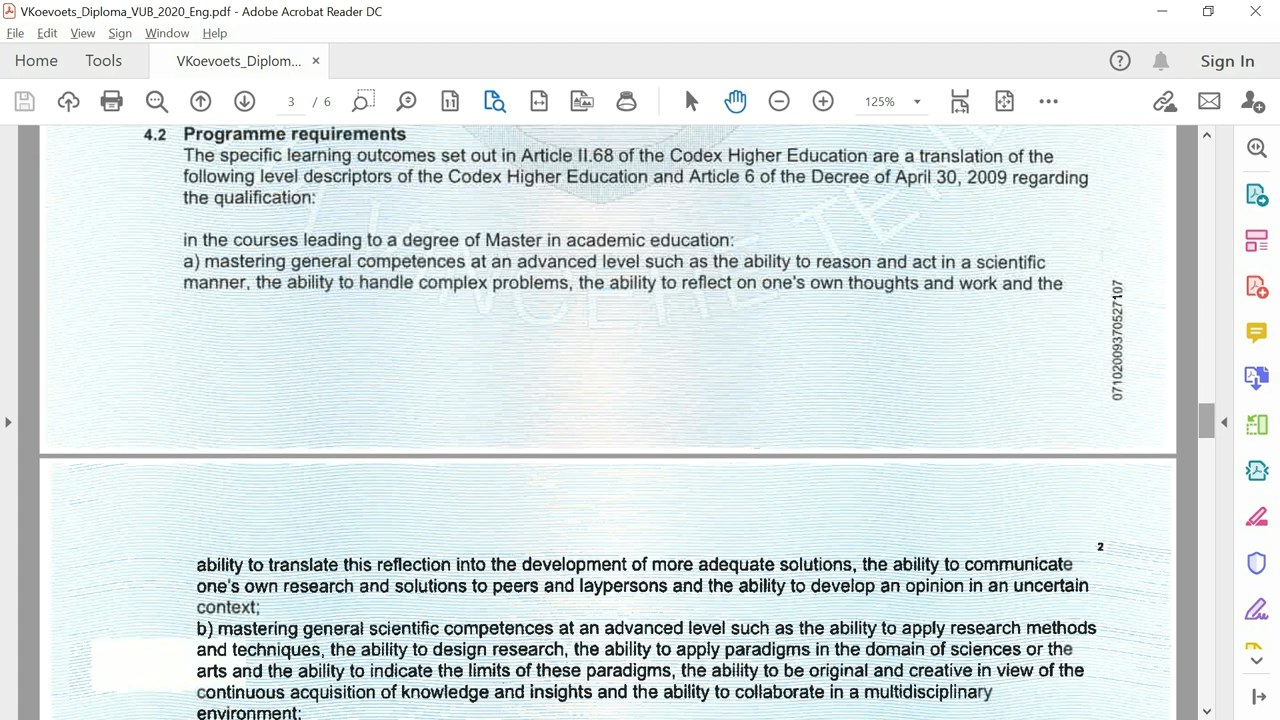 VKoevoets_Diploma_VUB_2020_Eng.pdf - Adobe Acrobat Reader DC
File Edit View Sign Window Help
Home Tools VKoevoets_Diplom... × Sign In
3 / 6 125%
4.2 Programme requirements
The specific learning outcomes set out in Article II.68 of the Codex Higher Education are a translation of the
following level descriptors of the Codex Higher Education and Article 6 of the Decree of April 30, 2009 regarding
the qualification:
in the courses leading to a degree of Master in academic education:
a) mastering general competences at an advanced level such as the ability to reason and act in a scientific
manner, the ability to handle complex problems, the ability to reflect on one's own thoughts and work and the
07102009370527107
2
ability to translate this reflection into the development of more adequate solutions, the ability to communicate
one's own research and solutions to peers and laypersons and the ability to develop an opinion in an uncertain
context;
b) mastering general scientific competences at an advanced level such as the ability to apply research methods
and techniques, the ability to design research, the ability to apply paradigms in the domain of sciences or the
arts and the ability to indicate the limits of these paradigms, the ability to be original and creative in view of the
continuous acquisition of knowledge and insights and the ability to collaborate in a multidisciplinary
environment;